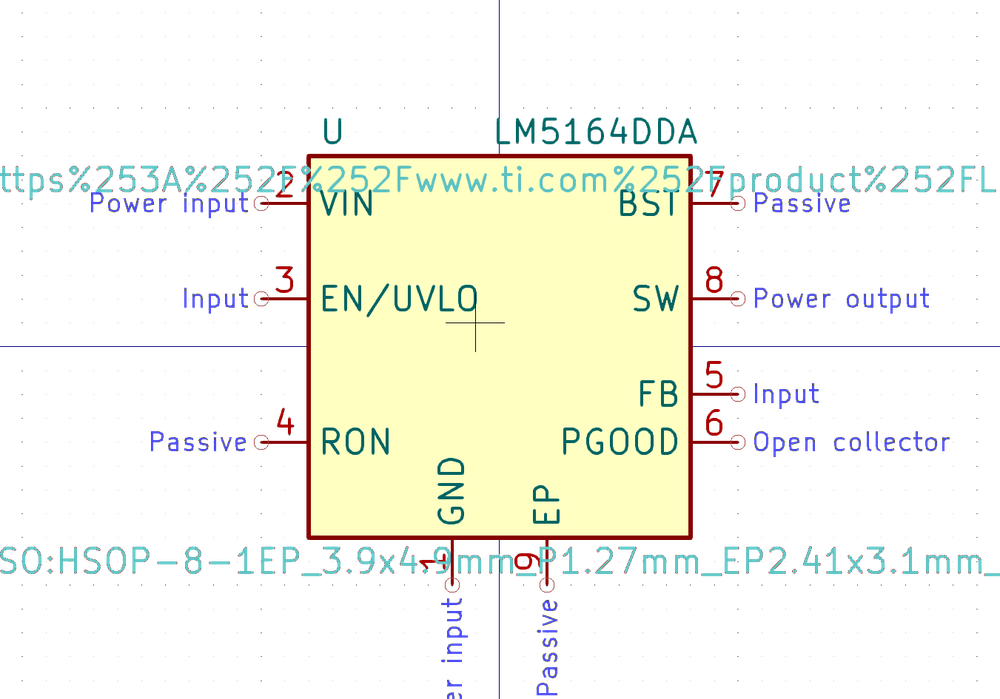 U LM5164DDA
ttps%253A%252F%252Fwww.ti.com%252Fproduct%252FL
2 7
Power input VIN BST Passive
3 8
Input EN/UVLO SW Power output
5
FB Input
4 6
Passive RON PGOOD Open collector
GND EP
SO:HSOP-8-1EP_3.9x4.9mm_P1.27mm_EP2.41x3.1mm_
1 9
er input Passive